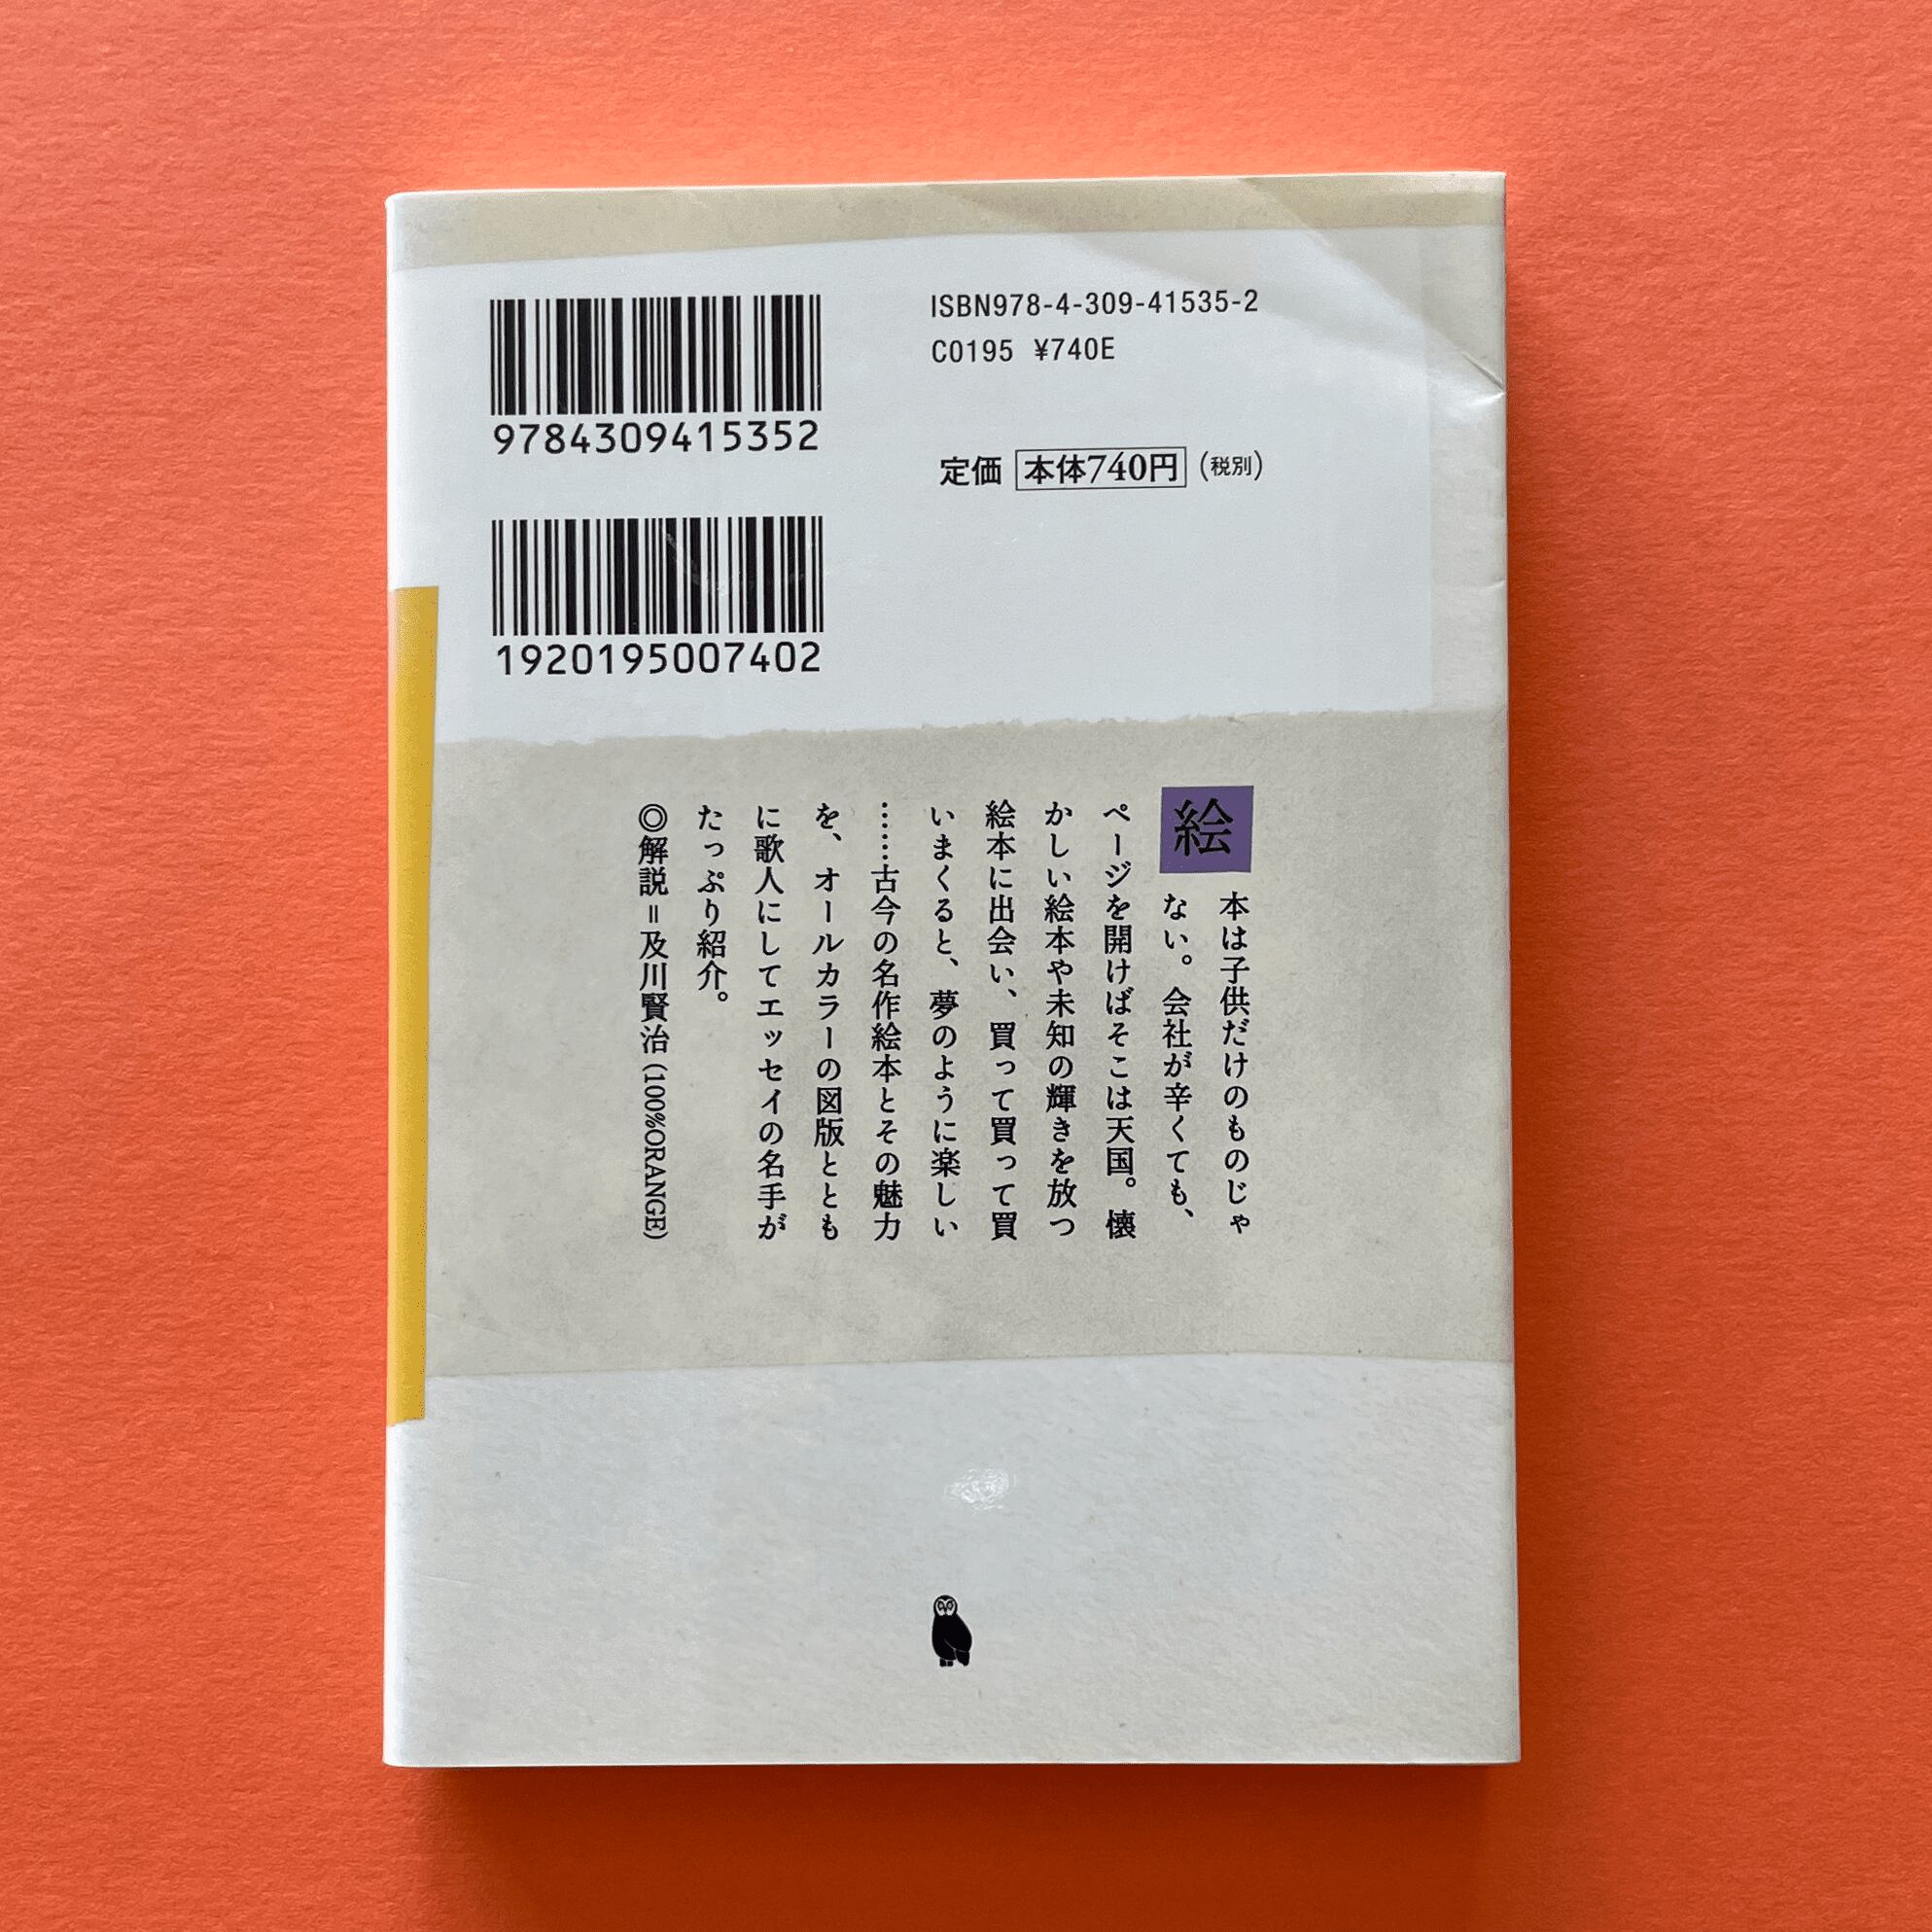 9784309415352
1920195007402
ISBN978-4-309-41535-2
C0195 ¥740E
定価 本体740円(税別)
絵本は子供だけのものじゃ
ない。会社が辛くても、
ページを開けばそこは天国。懐
かしい絵本や未知の輝きを放つ
絵本に出会い、買って買って買
いまくると、夢のように楽しい
……古今の名作絵本とその魅力
を、オールカラーの図版ととも
に歌人にしてエッセイの名手が
たっぷり紹介。
◎解説=及川賢治(100%ORANGE)